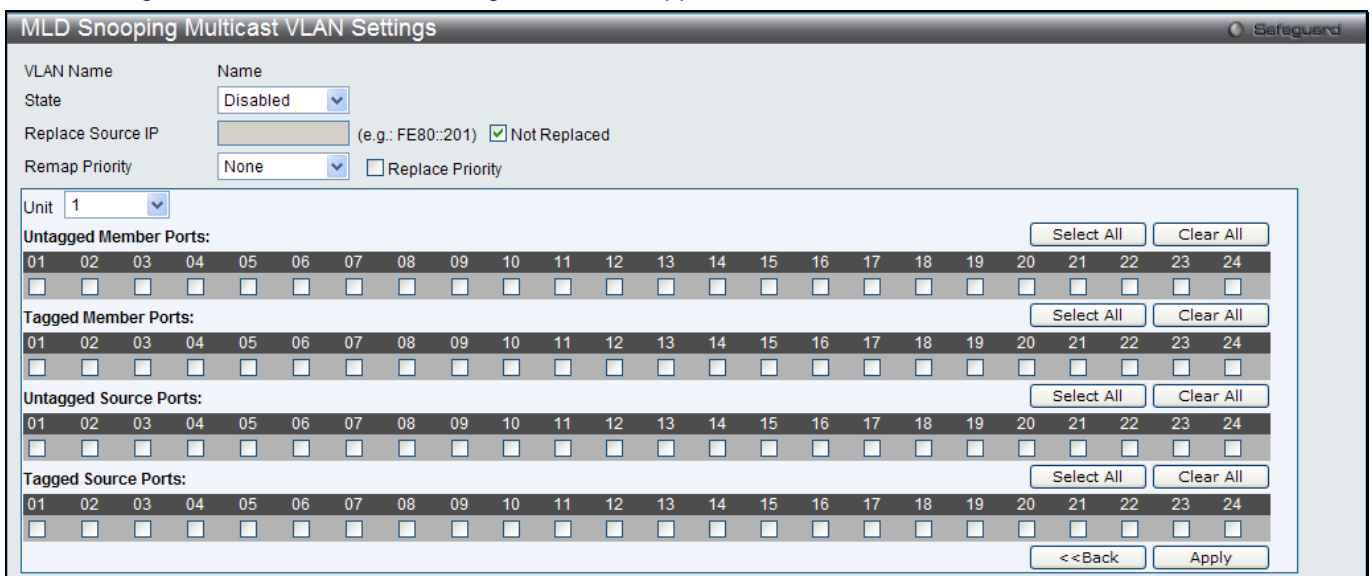 MLD Snooping Multicast VLAN Settings Safeguard
VLAN Name Name
State Disabled
Replace Source IP (e.g.: FE80::201) Not Replaced
Remap Priority None Replace Priority
Unit 1
Untagged Member Ports: Select All Clear All
01 02 03 04 05 06 07 08 09 10 11 12 13 14 15 16 17 18 19 20 21 22 23 24
Tagged Member Ports: Select All Clear All
01 02 03 04 05 06 07 08 09 10 11 12 13 14 15 16 17 18 19 20 21 22 23 24
Untagged Source Ports: Select All Clear All
01 02 03 04 05 06 07 08 09 10 11 12 13 14 15 16 17 18 19 20 21 22 23 24
Tagged Source Ports: Select All Clear All
01 02 03 04 05 06 07 08 09 10 11 12 13 14 15 16 17 18 19 20 21 22 23 24
<<Back Apply